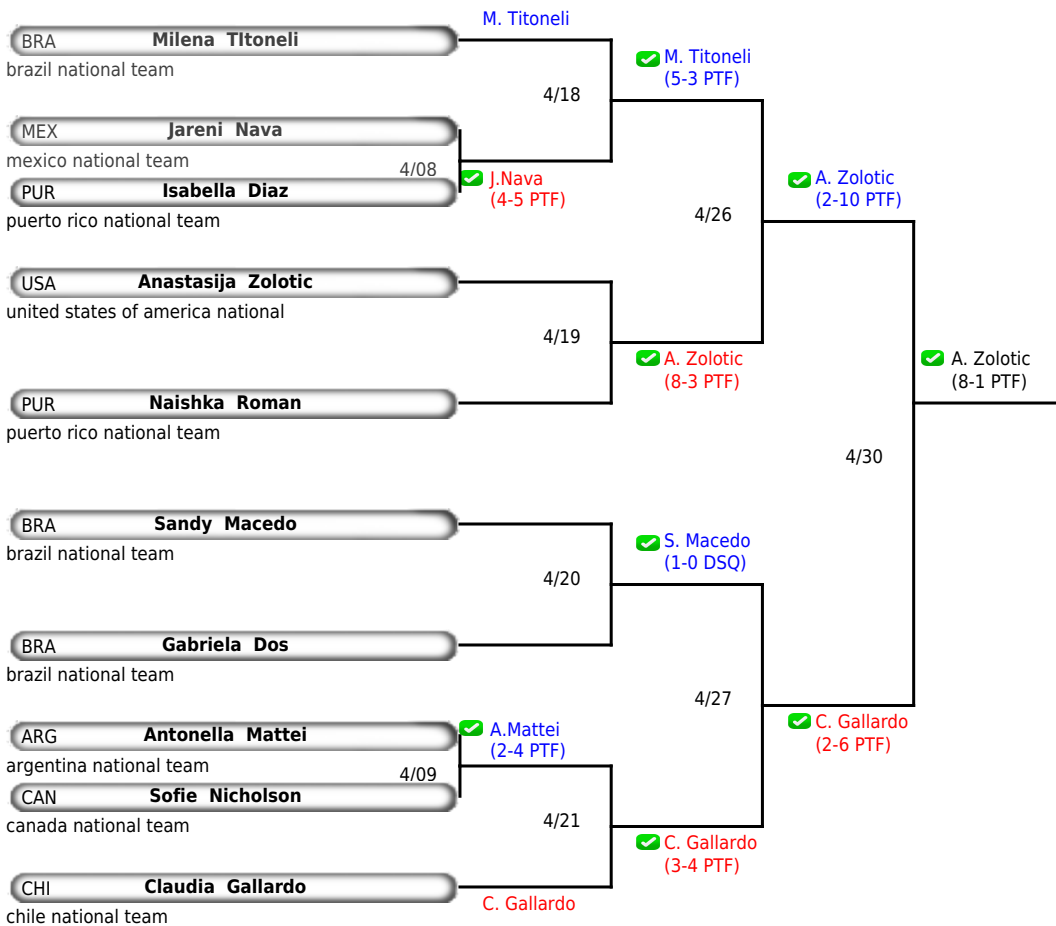 M. Titoneli
BRA Milena TItoneli
brazil national team
M. Titoneli
(5-3 PTF)
4/18
MEX Jareni Nava
mexico national team
4/08
J.Nava
(4-5 PTF)
PUR Isabella Diaz
puerto rico national team
A. Zolotic
(2-10 PTF)
4/26
USA Anastasija Zolotic
united states of america national
4/19
A. Zolotic
(8-3 PTF)
A. Zolotic
(8-1 PTF)
PUR Naishka Roman
puerto rico national team
4/30
BRA Sandy Macedo
brazil national team
S. Macedo
(1-0 DSQ)
4/20
BRA Gabriela Dos
brazil national team
4/27
C. Gallardo
(2-6 PTF)
ARG Antonella Mattei
argentina national team
A.Mattei
(2-4 PTF)
4/09
CAN Sofie Nicholson
canada national team
4/21
C. Gallardo
(3-4 PTF)
CHI Claudia Gallardo
chile national team
C. Gallardo